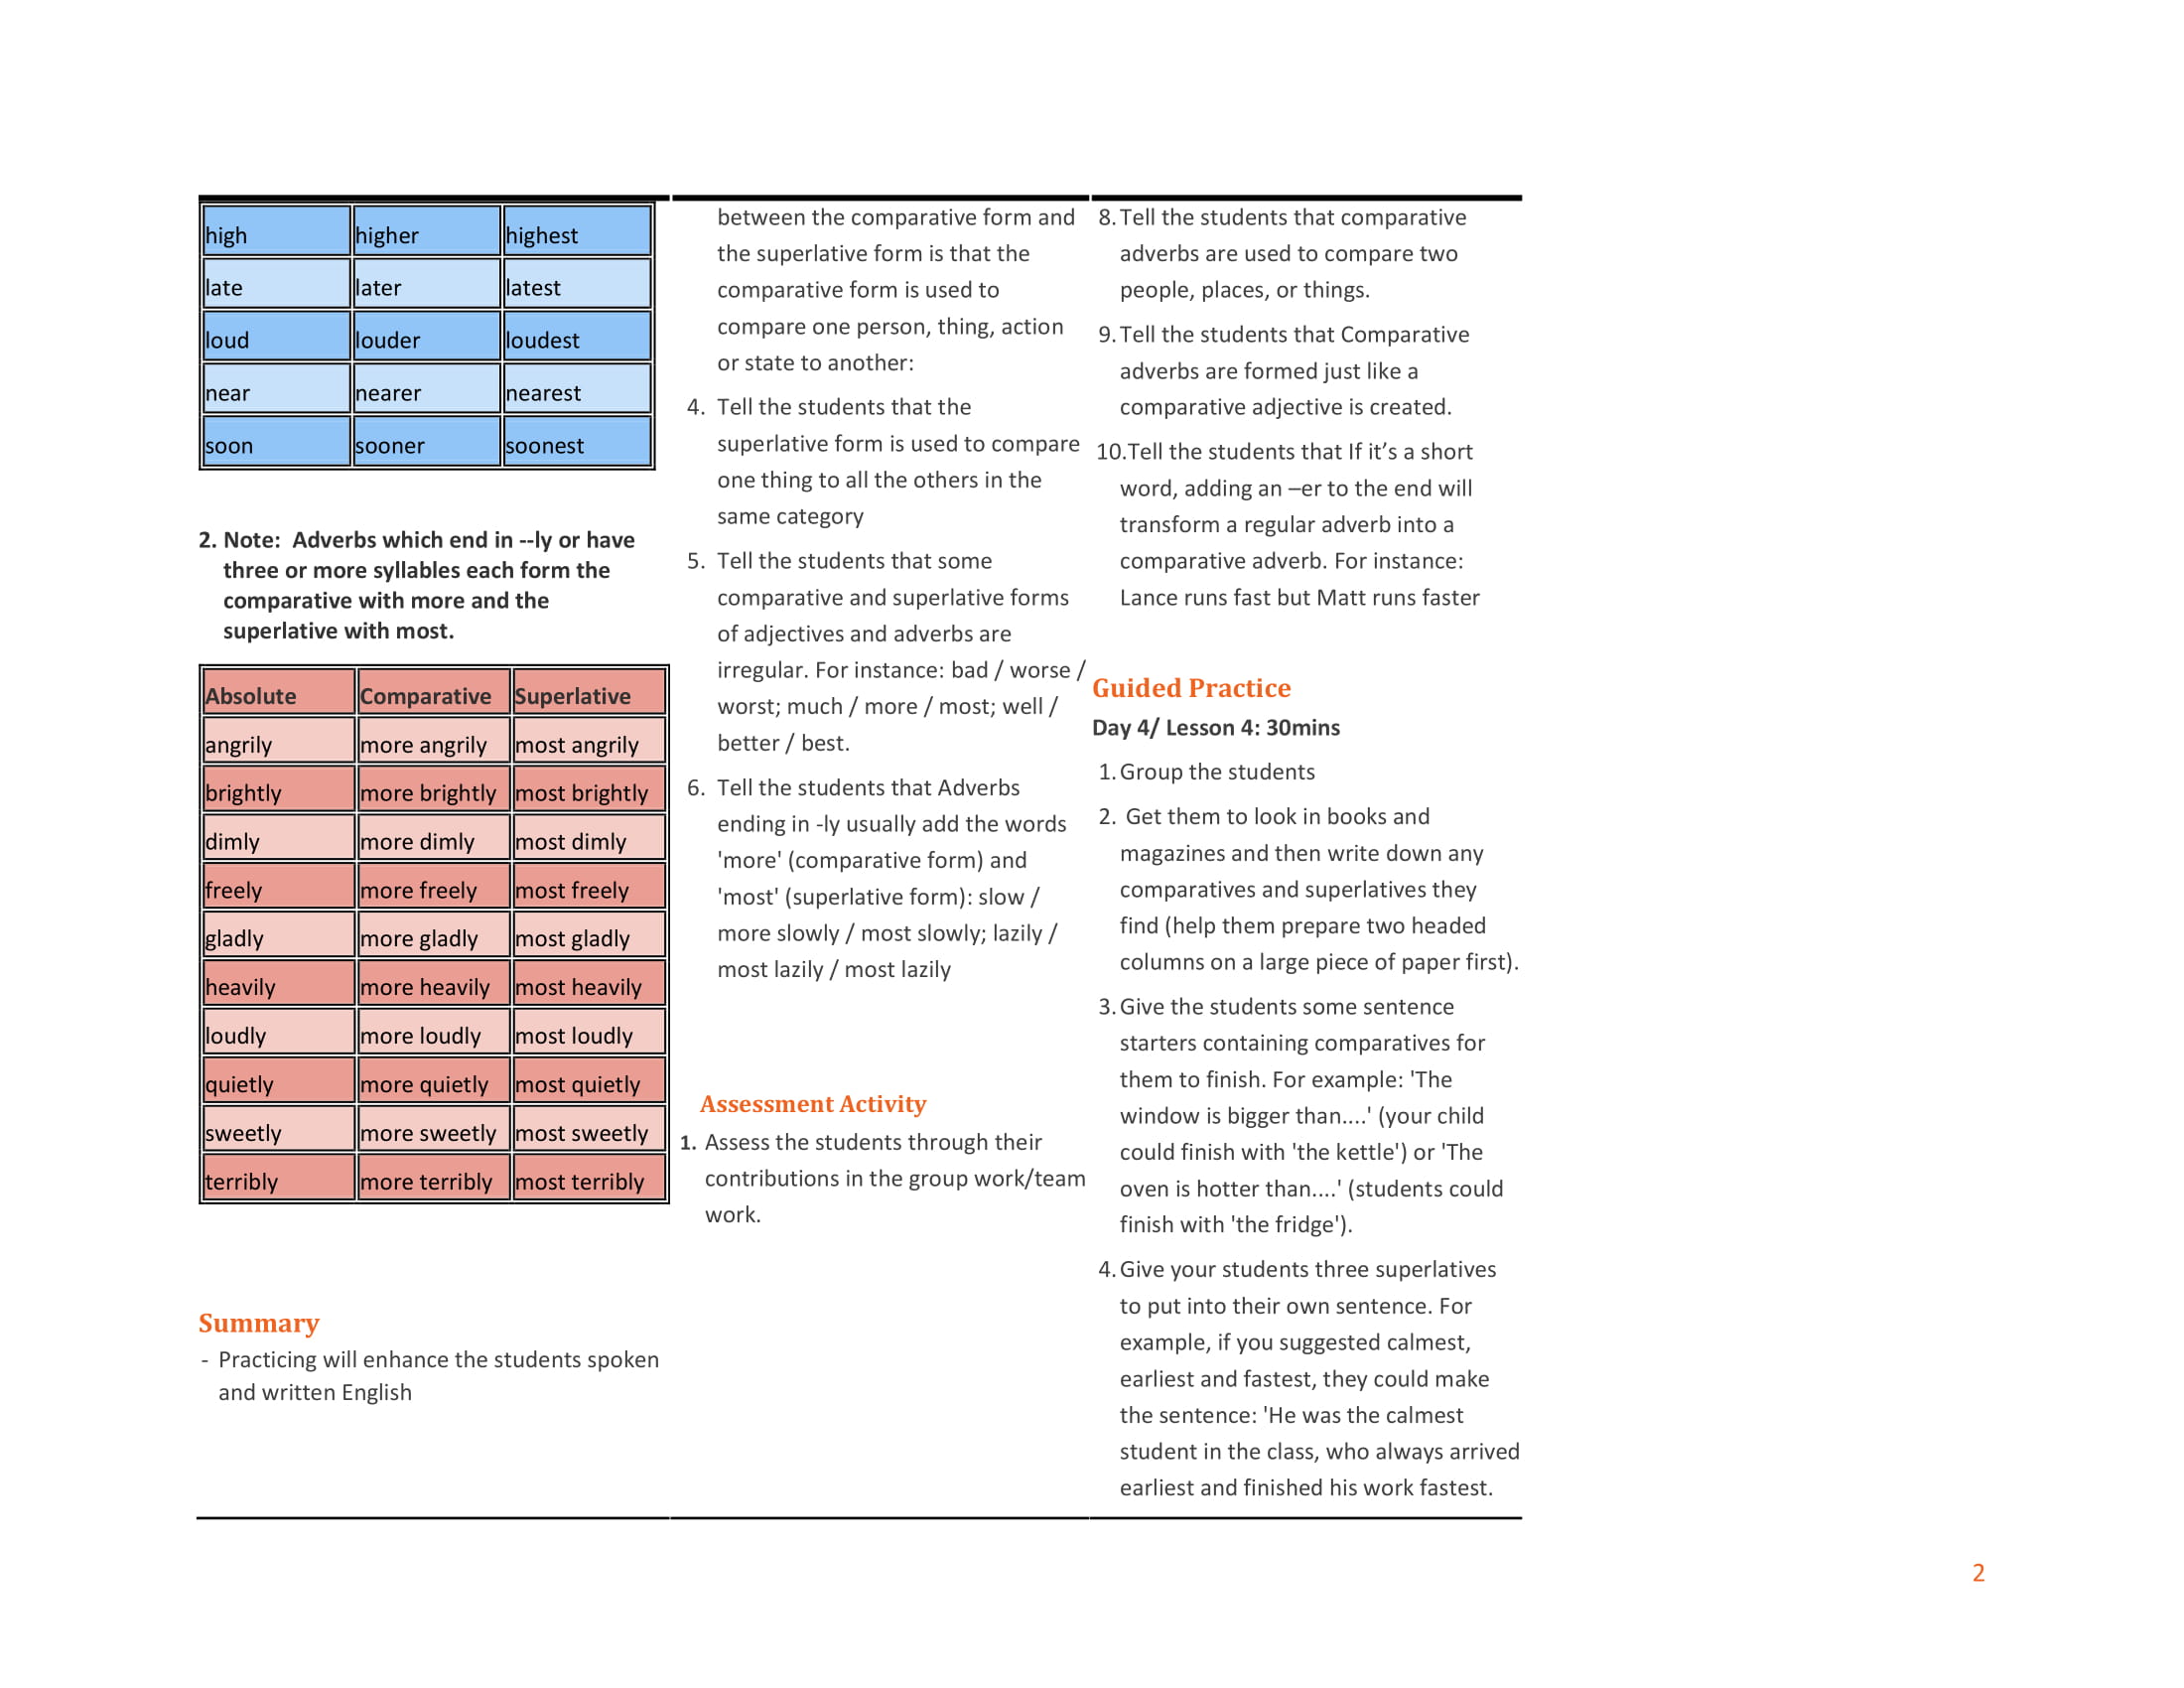 high higher highest
late later latest
loud louder loudest
near nearer nearest
soon sooner soonest
2. Note:  Adverbs which end in --ly or have
three or more syllables each form the
comparative with more and the
superlative with most.
Absolute Comparative Superlative
angrily more angrily most angrily
brightly more brightly most brightly
dimly more dimly most dimly
freely more freely most freely
gladly more gladly most gladly
heavily more heavily most heavily
loudly more loudly most loudly
quietly more quietly most quietly
sweetly more sweetly most sweetly
terribly more terribly most terribly
Summary
- Practicing will enhance the students spoken
and written English
between the comparative form and
the superlative form is that the
comparative form is used to
compare one person, thing, action
or state to another:
4. Tell the students that the
superlative form is used to compare
one thing to all the others in the
same category
5. Tell the students that some
comparative and superlative forms
of adjectives and adverbs are
irregular. For instance: bad / worse /
worst; much / more / most; well /
better / best.
6. Tell the students that Adverbs
ending in -ly usually add the words
'more' (comparative form) and
'most' (superlative form): slow /
more slowly / most slowly; lazily /
most lazily / most lazily
Assessment Activity
1. Assess the students through their
contributions in the group work/team
work.
8. Tell the students that comparative
adverbs are used to compare two
people, places, or things.
9. Tell the students that Comparative
adverbs are formed just like a
comparative adjective is created.
10.Tell the students that If it’s a short
word, adding an –er to the end will
transform a regular adverb into a
comparative adverb. For instance:
Lance runs fast but Matt runs faster
Guided Practice
Day 4/ Lesson 4: 30mins
1. Group the students
2. Get them to look in books and
magazines and then write down any
comparatives and superlatives they
find (help them prepare two headed
columns on a large piece of paper first).
3. Give the students some sentence
starters containing comparatives for
them to finish. For example: 'The
window is bigger than....' (your child
could finish with 'the kettle') or 'The
oven is hotter than....' (students could
finish with 'the fridge').
4. Give your students three superlatives
to put into their own sentence. For
example, if you suggested calmest,
earliest and fastest, they could make
the sentence: 'He was the calmest
student in the class, who always arrived
earliest and finished his work fastest.
2